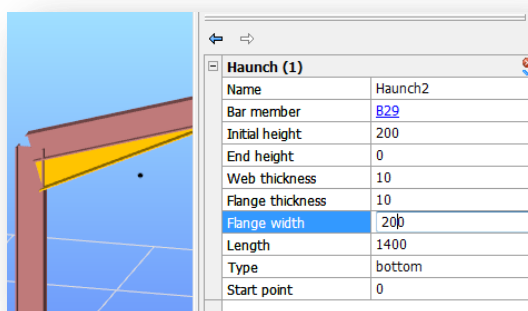 Haunch (1)
Name Haunch2
Bar member B29
Initial height 200
End height 0
Web thickness 10
Flange thickness 10
Flange width 200
Length 1400
Type bottom
Start point 0